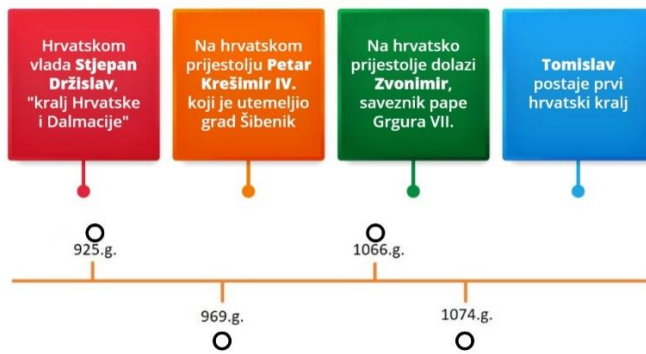 Hrvatskom
vlada Stjepan
Držislav,
"kralj Hrvatske
i Dalmacije"
Na hrvatskom
prijestolju Petar
Krešimir IV.
koji je utemeljio
grad Šibenik
Na hrvatsko
prijestolje dolazi
Zvonimir,
saveznik pape
Grgura VII.
Tomislav
postaje prvi
hrvatski kralj
925.g.
1066.g.
969.g.
1074.g.